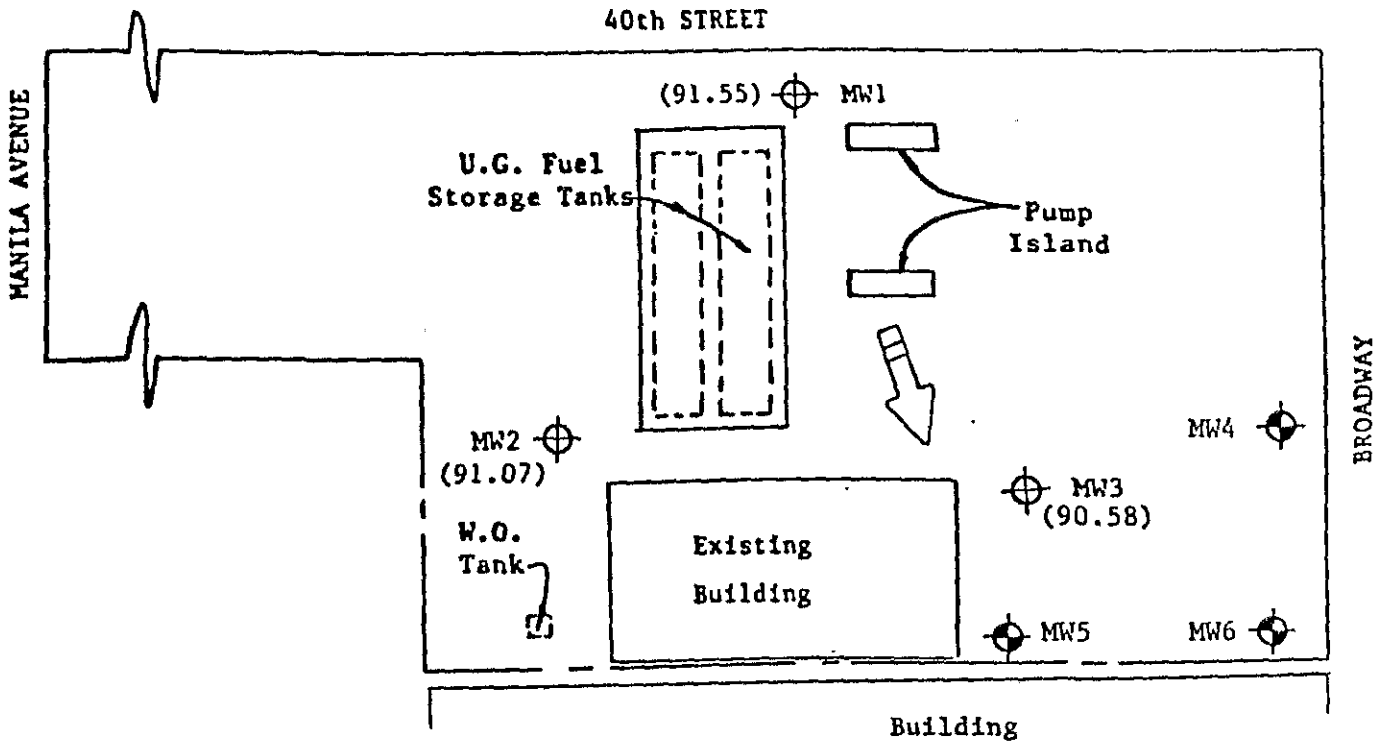 40th STREET
MANILA AVENUE
(91.55)
MW1
U.G. Fuel
Storage Tanks
Pump
Island
BROADWAY
MW2
(91.07)
MW4
MW3
(90.58)
W.O.
Tank
Existing
Building
MW5
MW6
Building